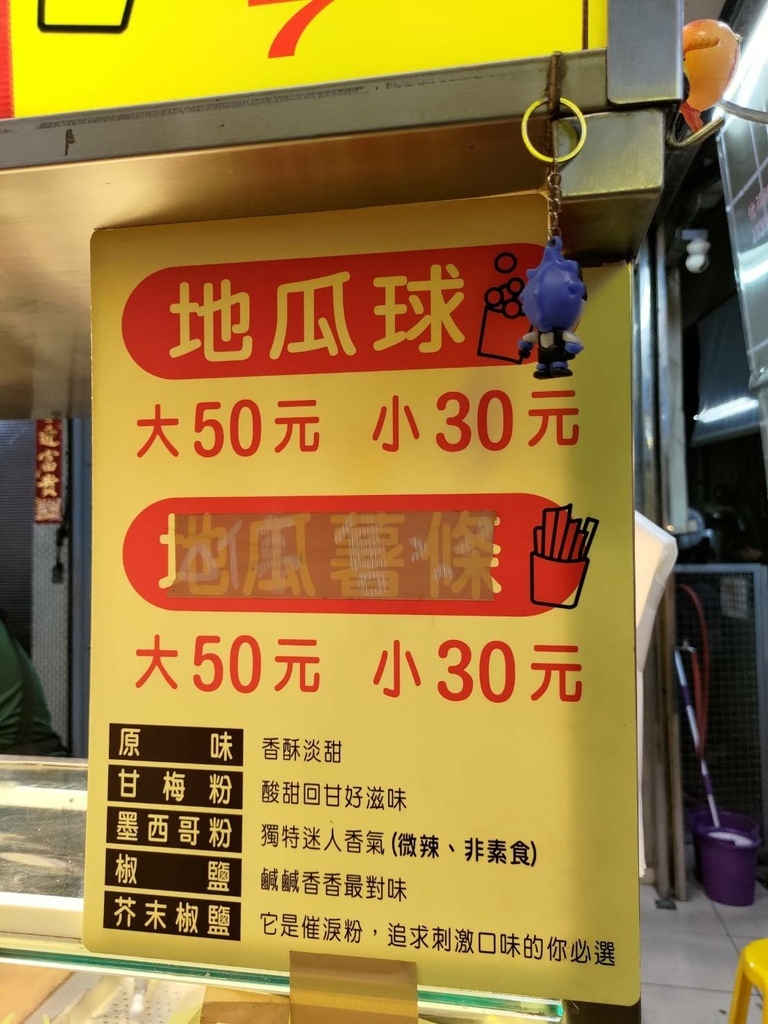 7
地瓜球
大50元 小30元
地瓜薯條
大50元 小30元
原味 香酥淡甜
甘梅粉 酸甜回甘好滋味
墨西哥粉 獨特迷人香氣(微辣、非素食)
椒鹽 鹹鹹香香最對味
芥末椒鹽 它是催淚粉，追求刺激口味的你必選
富貴